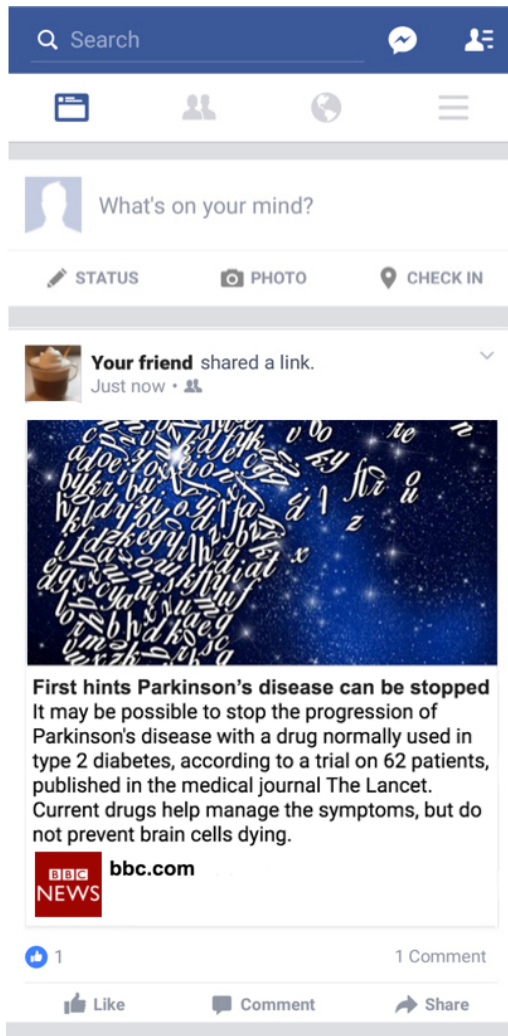 Search
What's on your mind?
STATUS PHOTO CHECK IN
Your friend shared a link.
Just now •
First hints Parkinson's disease can be stopped
It may be possible to stop the progression of
Parkinson's disease with a drug normally used in
type 2 diabetes, according to a trial on 62 patients,
published in the medical journal The Lancet.
Current drugs help manage the symptoms, but do
not prevent brain cells dying.
BBC
NEWS
bbc.com
1 1 Comment
Like Comment Share